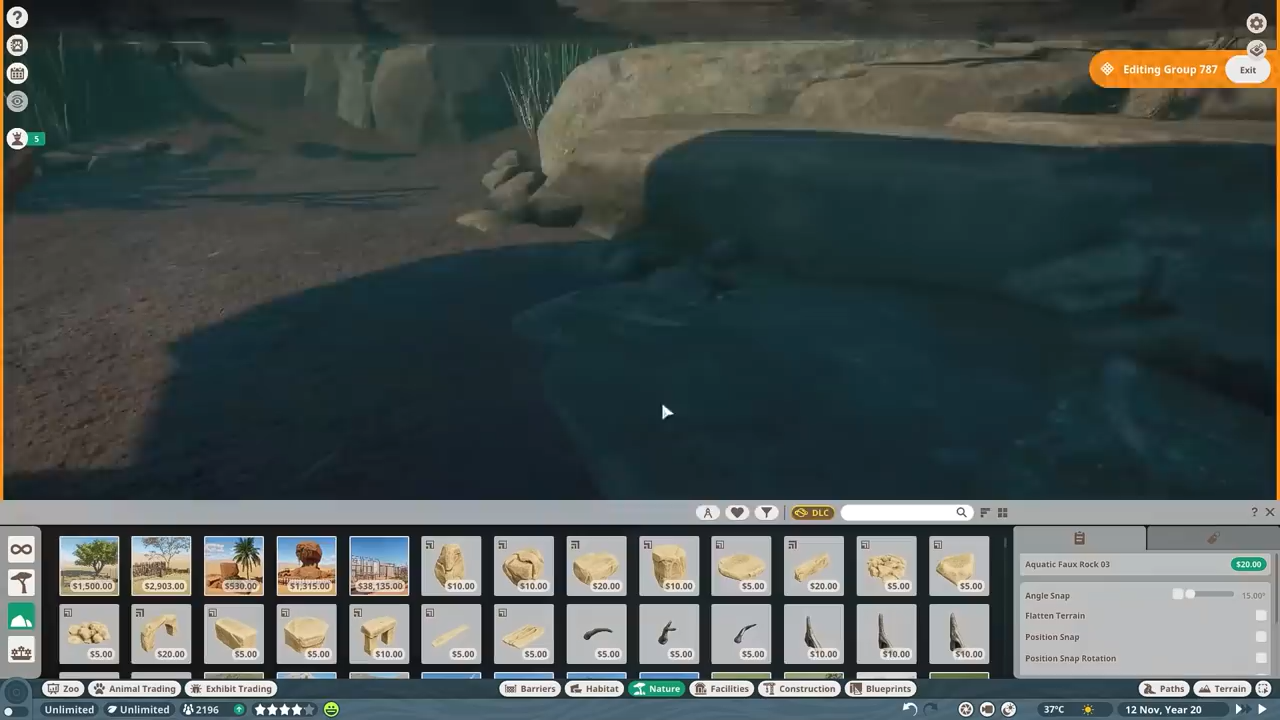 Editing Group 787 Exit
5
DLC
$1,500.00 $2,903.00 $530.00 $1,315.00 $38,135.00 $10.00 $10.00 $20.00 $10.00 $5.00 $20.00 $5.00 $5.00
$5.00 $20.00 $5.00 $5.00 $10.00 $5.00 $5.00 $5.00 $5.00 $5.00 $10.00 $10.00 $10.00
Aquatic Faux Rock 03 $20.00
Angle Snap 15.00°
Flatten Terrain
Position Snap
Position Snap Rotation
Zoo Animal Trading Exhibit Trading Barriers Habitat Nature Facilities Construction Blueprints Paths Terrain
Unlimited Unlimited 2196 37°C 12 Nov, Year 20